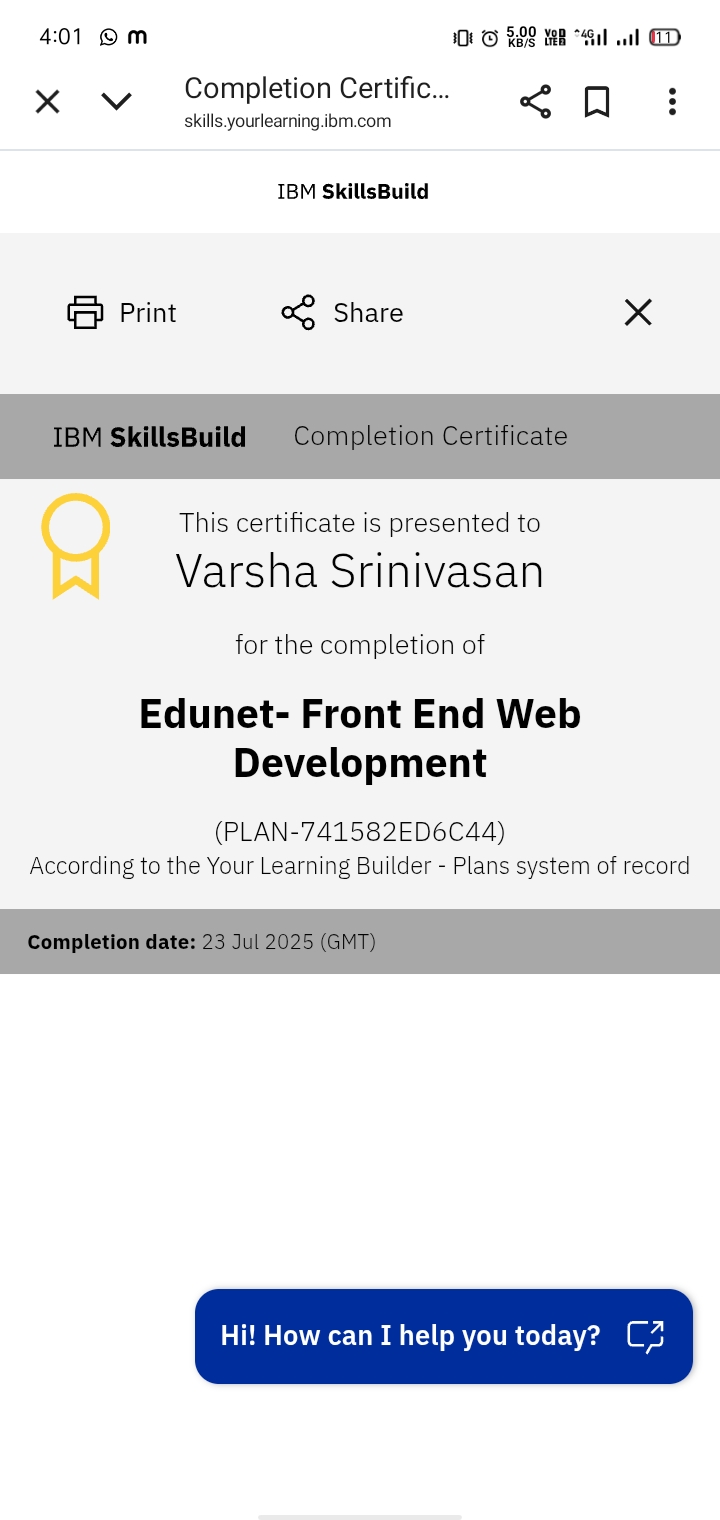 4:01
5.00 KB/S
4G
11
Completion Certific...
skills.yourlearning.ibm.com
IBM SkillsBuild
Print Share
IBM SkillsBuild Completion Certificate
This certificate is presented to
Varsha Srinivasan
for the completion of
Edunet- Front End Web
Development
(PLAN-741582ED6C44)
According to the Your Learning Builder - Plans system of record
Completion date: 23 Jul 2025 (GMT)
Hi! How can I help you today?